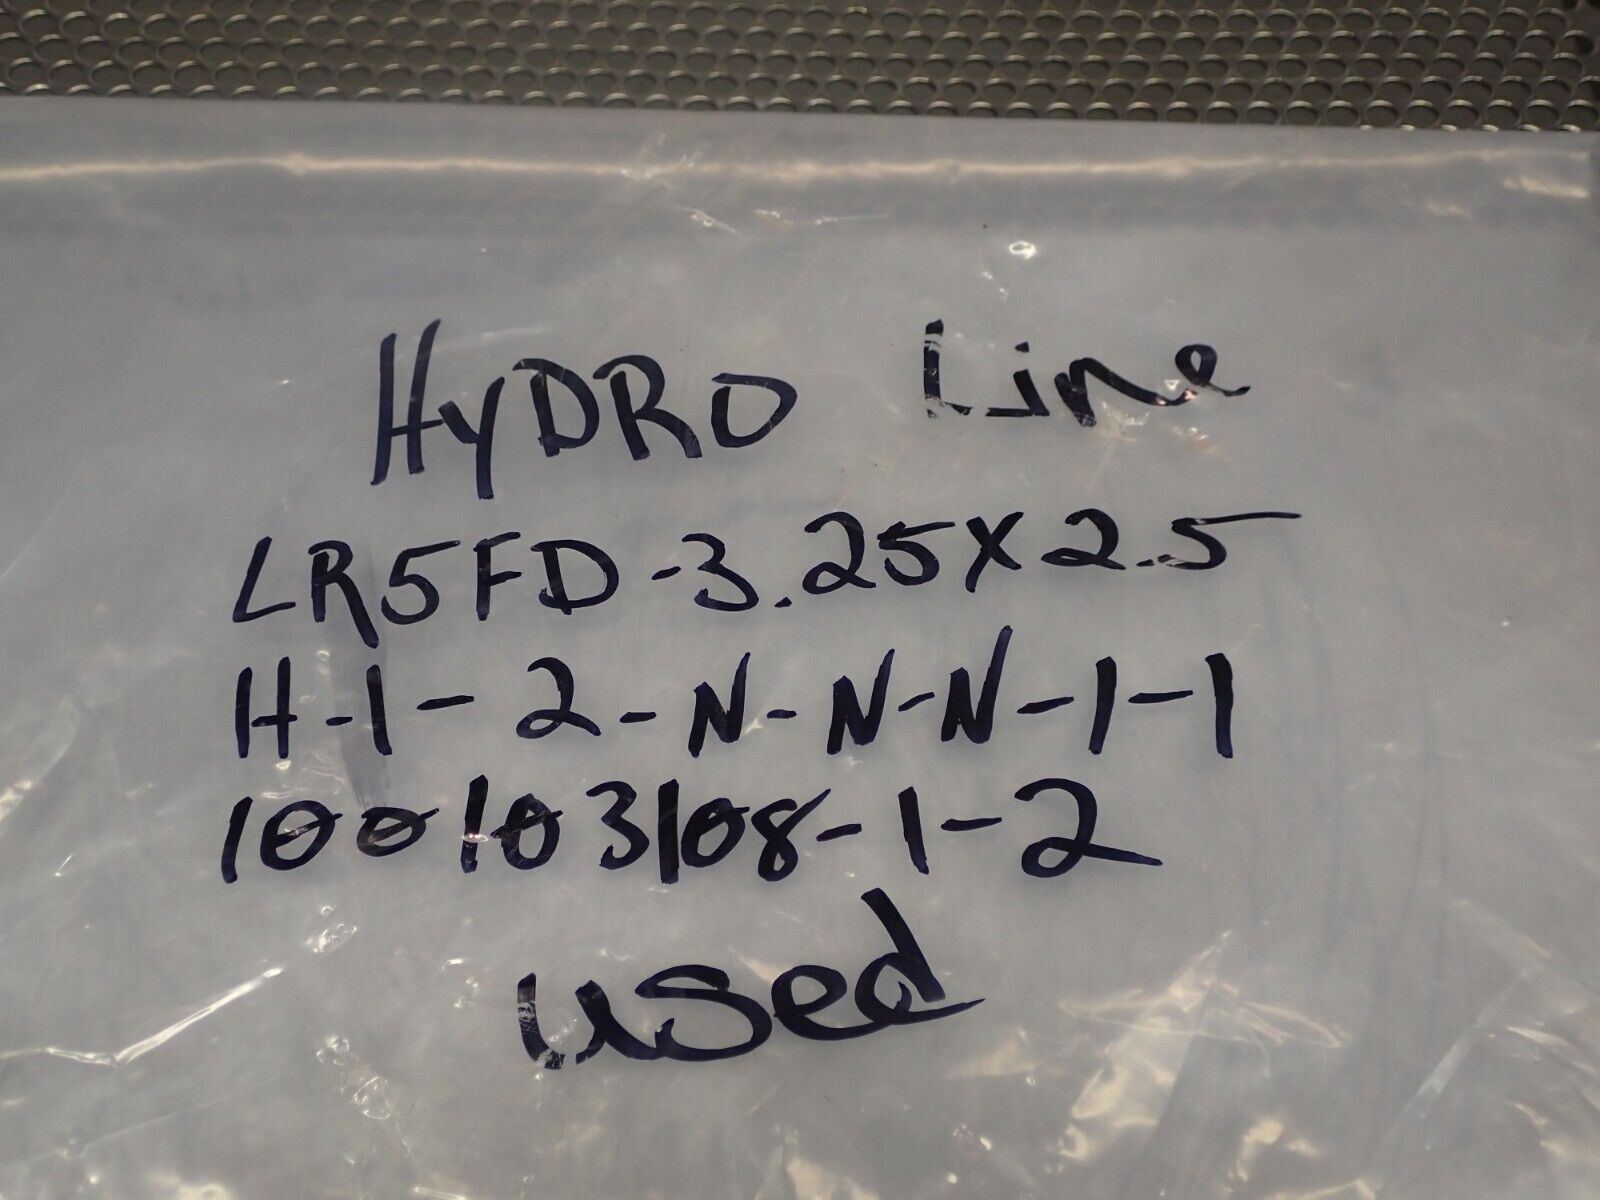 HyDRO Line
LR5FD-3.25X2.5
H-1-2-N-N-N-1-1
100103108-1-2
used